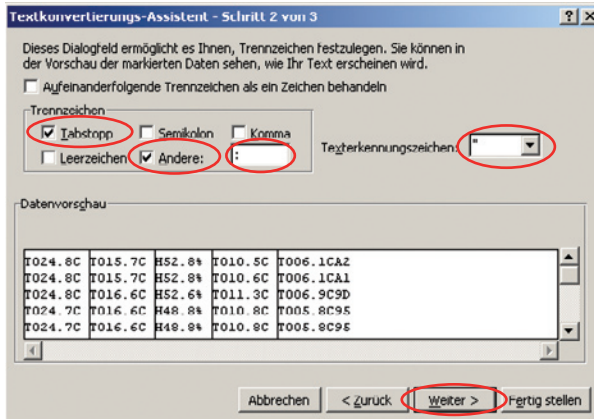 Textkonvertierungs-Assistent - Schritt 2 von 3
Dieses Dialogfeld ermöglicht es Ihnen, Trennzeichen festzulegen. Sie können in
der Vorschau der markierten Daten sehen, wie Ihr Text erscheinen wird.
Aufeinanderfolgende Trennzeichen als ein Zeichen behandeln
Trennzeichen
Tabstopp Semikolon Komma
Leerzeichen Andere: :
Texterkennungszeichen: "
Datenvorschau
T024.8C T015.7C H52.8% T010.5C T006.1CA2
T024.8C T015.7C H52.8% T010.6C T006.1CA1
T024.8C T016.6C H52.6% T011.3C T006.9C9D
T024.7C T016.6C H48.8% T010.8C T005.8C95
T024.7C T016.6C H48.8% T010.8C T005.8C95
Abbrechen < Zurück Weiter > Fertig stellen